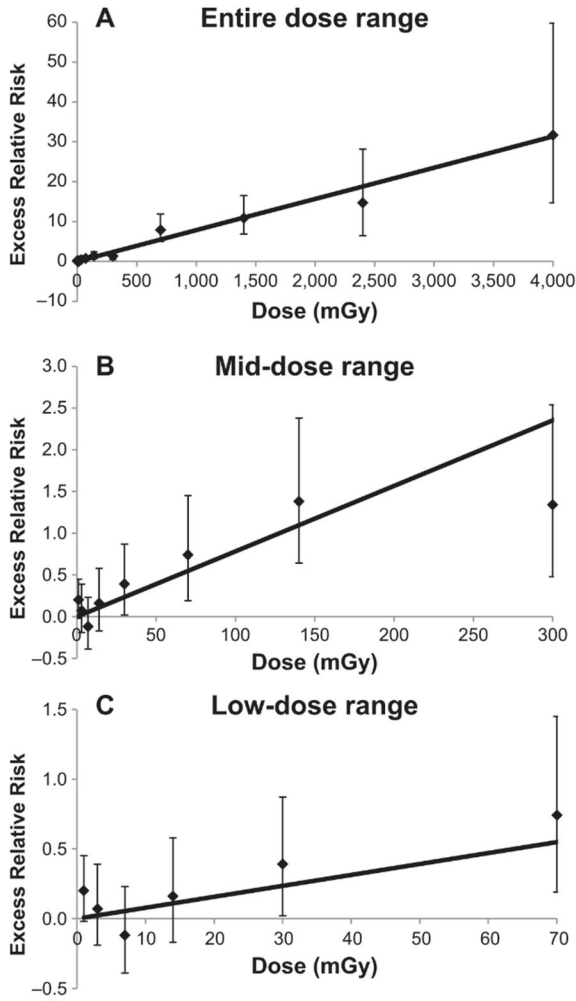 A Entire dose range
60
50
40
30
20
10
0
–10
Excess Relative Risk
500 1,000 1,500 2,000 2,500 3,000 3,500 4,000
Dose (mGy)
B Mid-dose range
3.0
2.5
2.0
1.5
1.0
0.5
0.0
–0.5
Excess Relative Risk
0 50 100 150 200 250 300
Dose (mGy)
C Low-dose range
1.5
1.0
0.5
0.0
–0.5
Excess Relative Risk
0 10 20 30 40 50 60 70
Dose (mGy)